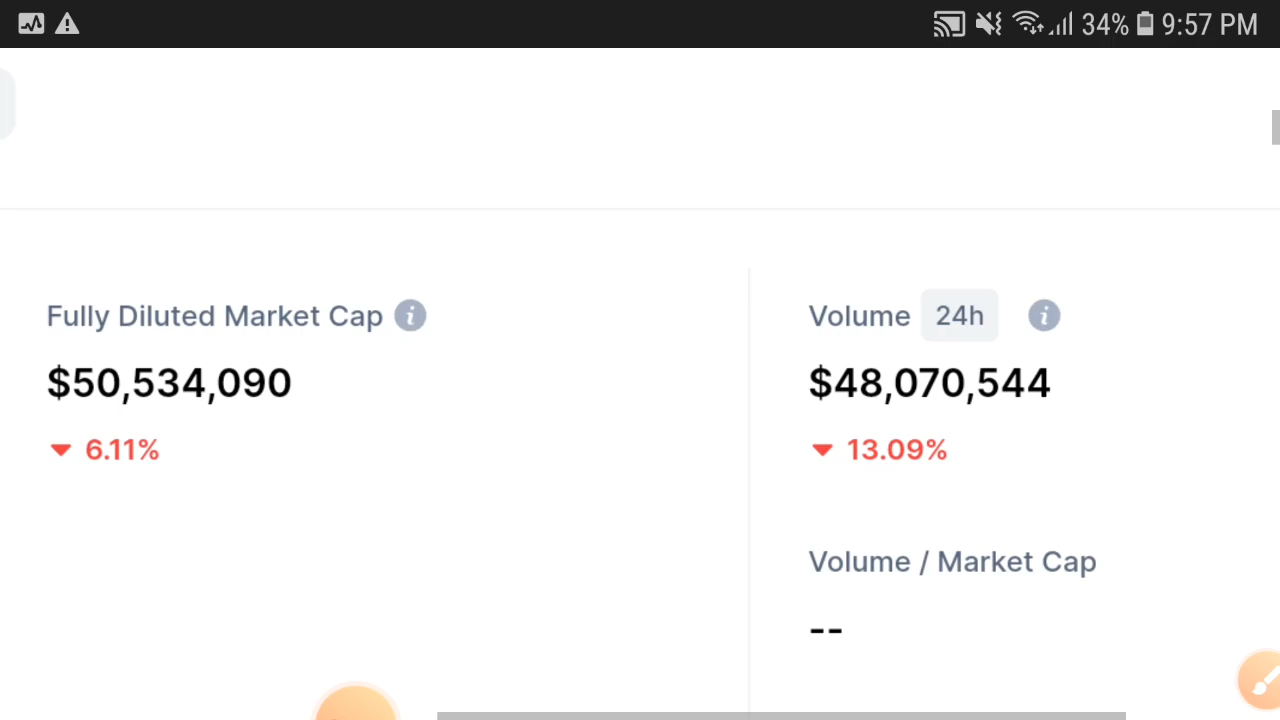 34% 9:57 PM
Fully Diluted Market Cap
$50,534,090
6.11%
Volume 24h
$48,070,544
13.09%
Volume / Market Cap
--